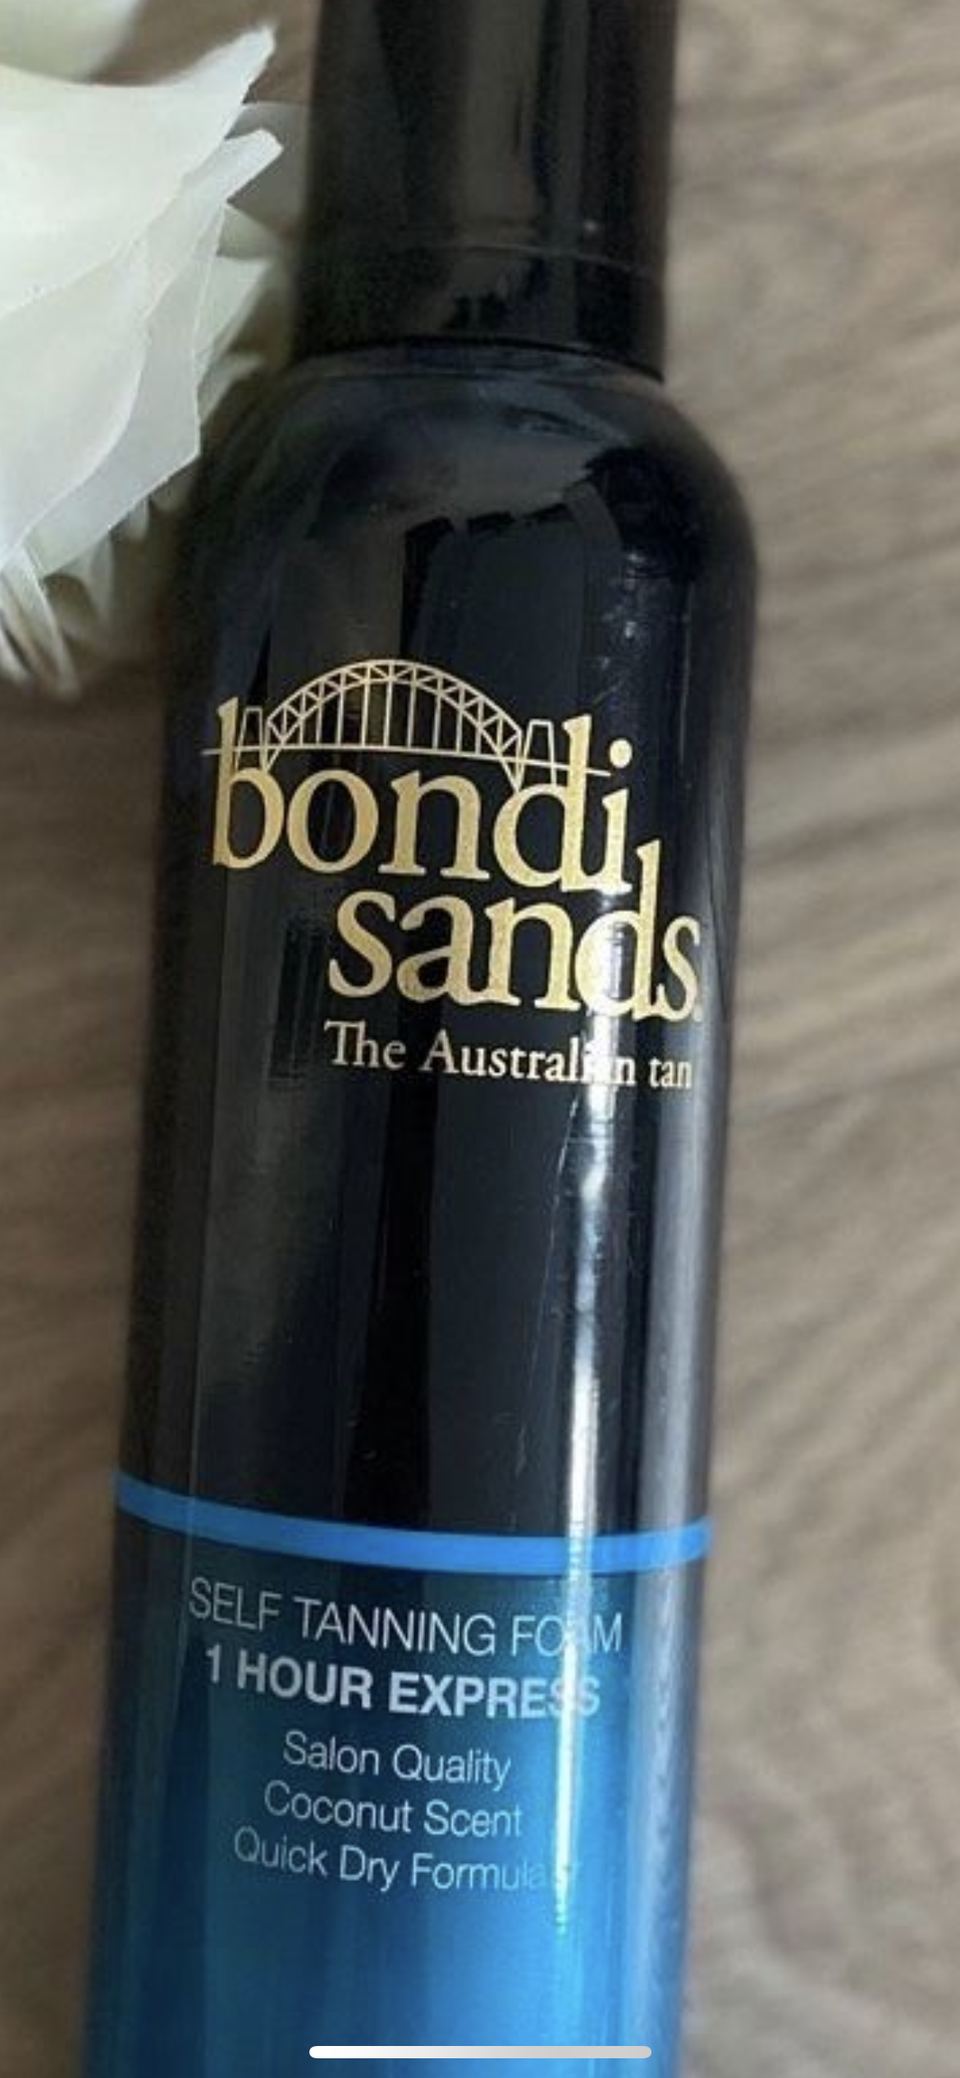 bondi
sands
The Australian tan
SELF TANNING FOAM
1 HOUR EXPRESS
Salon Quality
Coconut Scent
Quick Dry Formula